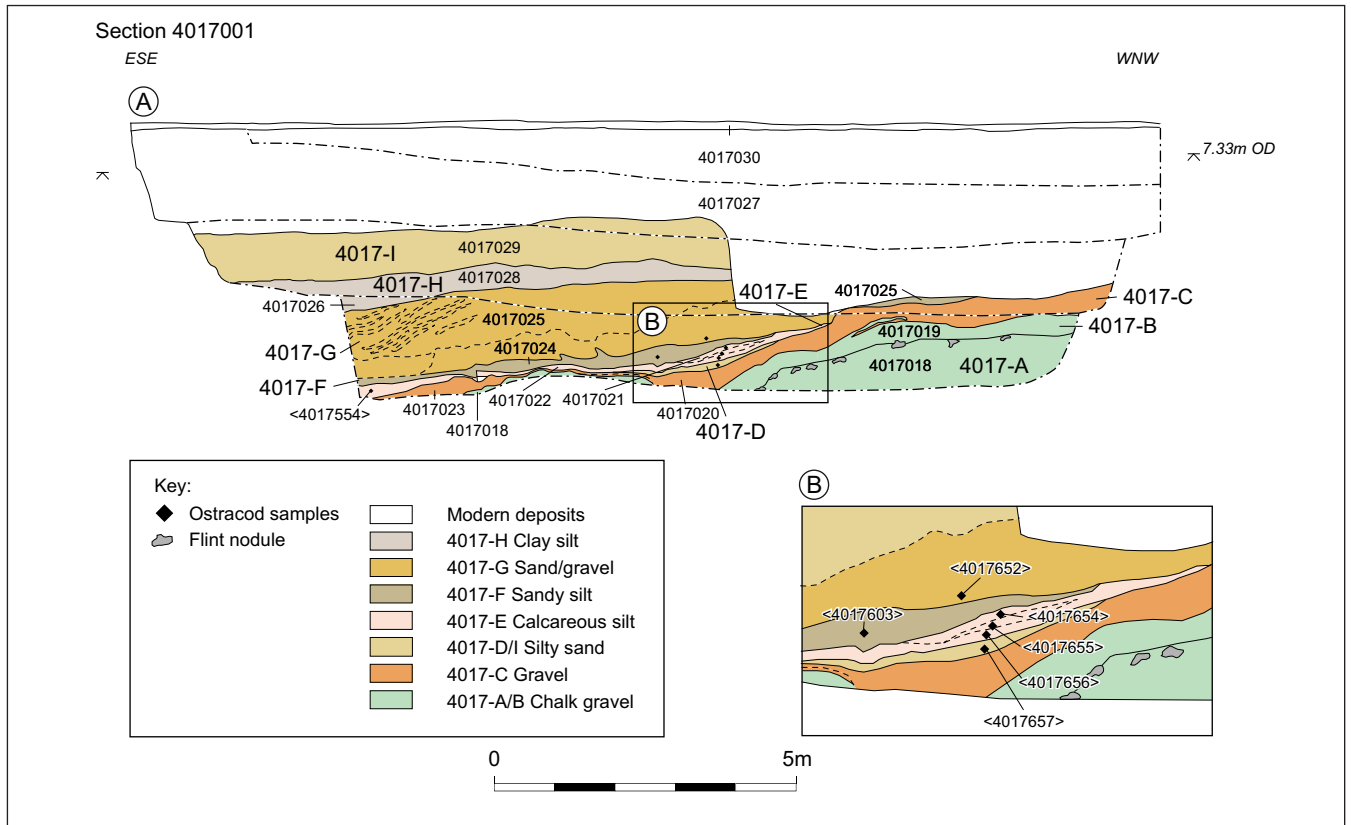 Section 4017001
ESE WNW
A
4017030
7.33m OD
4017027
4017-I 4017029
4017-H 4017028
4017026
4017-E
4017025
4017-C
4017025
B
4017019
4017-B
4017-G
4017024
4017018 4017-A
4017-F
<4017554>
4017023
4017022
4017021
4017020
4017018
4017-D
Key:
Ostracod samples
Flint nodule
Modern deposits
4017-H Clay silt
4017-G Sand/gravel
4017-F Sandy silt
4017-E Calcareous silt
4017-D/I Silty sand
4017-C Gravel
4017-A/B Chalk gravel
B
<4017652>
<4017603>
<4017654>
<4017655>
<4017656>
<4017657>
0 5m